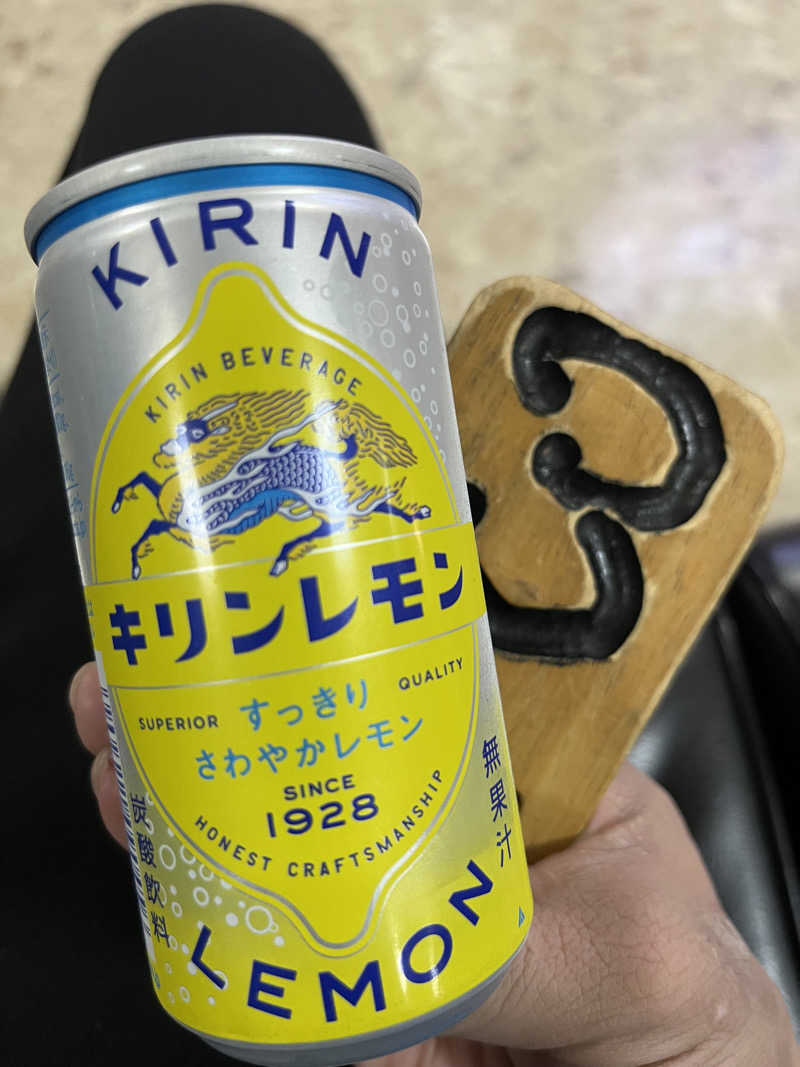 KIRIN
KIRIN BEVERAGE
キリンレモン
SUPERIOR
QUALITY
すっきり
さわやかレモン
SINCE
1928
HONEST CRAFTSMANSHIP
LEMON
無果汁
炭酸飲料